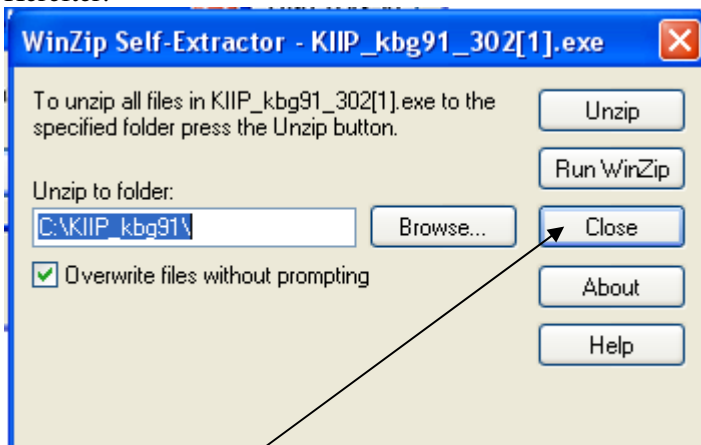 WinZip Self-Extractor - KIIP_kbg91_302[1].exe
To unzip all files in KIIP_kbg91_302[1].exe to the
specified folder press the Unzip button.
Unzip to folder:
C:\KIIP_kbg91\
Browse...
Overwrite files without prompting
Unzip
Run WinZip
Close
About
Help